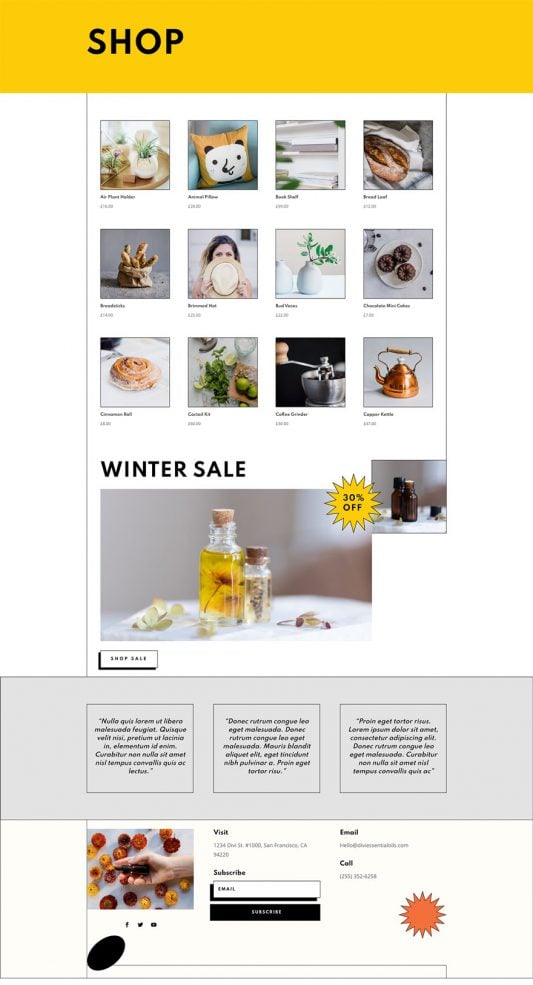 SHOP
Air Plant Holder
£16.00
Animal Pillow
£28.00
Book Shelf
£99.00
Bread Loaf
£12.00
Breadsticks
£14.00
Brimmed Hat
£25.00
Bud Vases
£22.00
Chocolate Mini Cakes
£7.00
Cinnamon Roll
£8.00
Coctail Kit
Coffee Grinder
Copper Kettle
£47.00
WINTER SALE
30%
OFF
SHOP SALE
"Nulla quis lorem ut libero
malesuada feugiat. Quisque
velit nisi, pretium ut lacinia
in, elementum id enim.
Curabitur non nulla sit amet
nisl tempus convallis quis ac
lectus."
"Donec rutrum congue leo
eget malesuada. Donec
rutrum congue leo eget
malesuada. Mauris blandit
aliquet elit, eget tincidunt
nibh pulvinar a. Proin eget
tortor risu."
"Proin eget tortor risus.
Lorem ipsum dolor sit amet,
consectetur adipiscing elit.
Donec rutrum congue leo
eget malesuada. Curabitur
non nulla sit amet nisl
tempus convallis quis ac"
Visit
1234 Divi St. #1000, San Francisco, CA
94220
Subscribe
EMAIL
SUBSCRIBE
Email
Hello@diviessentialoils.com
Call
(255) 352-6258